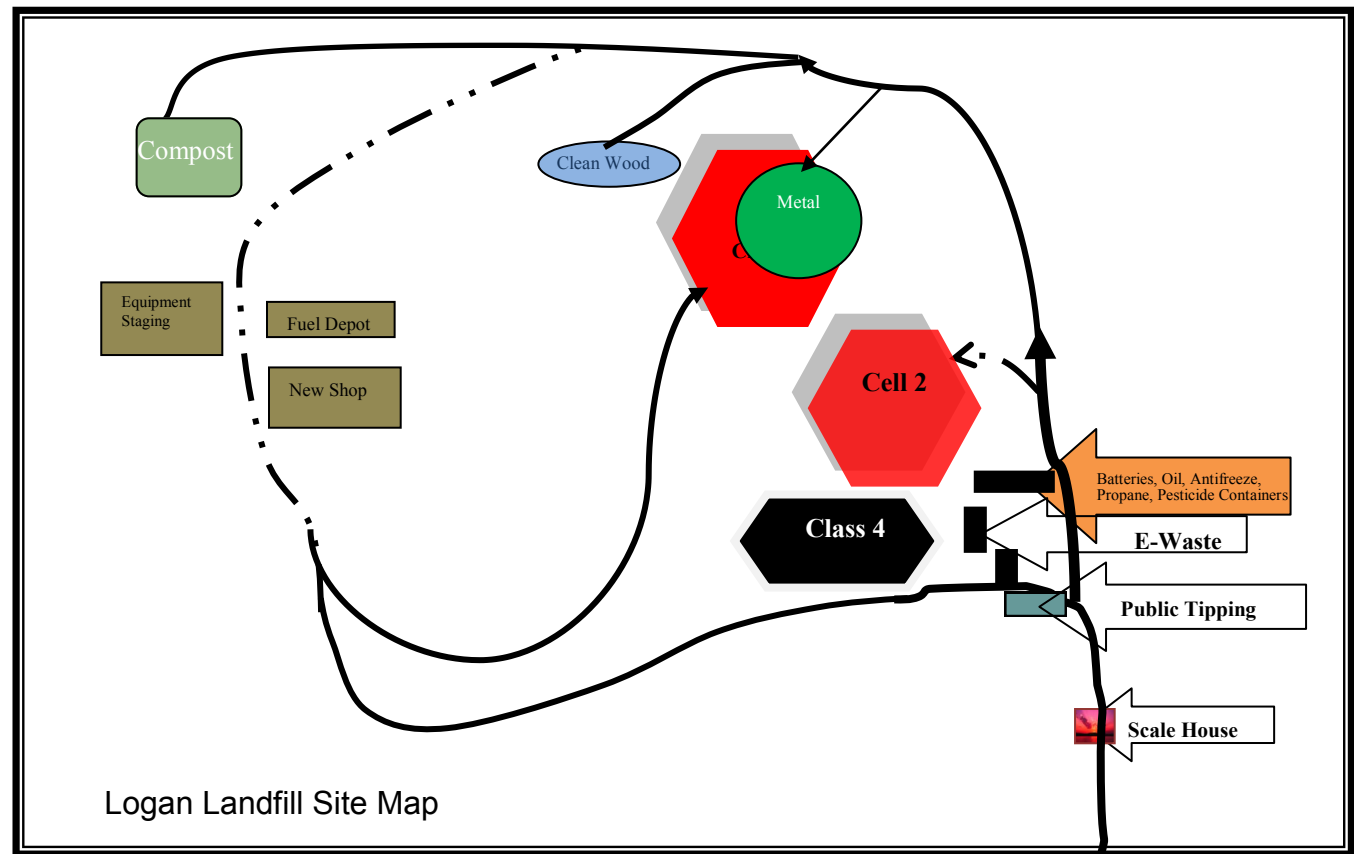 Compost
Clean Wood
Metal
Equipment
Staging
Fuel Depot
New Shop
Cell 2
Batteries, Oil, Antifreeze,
Propane, Pesticide Containers
Class 4
E-Waste
Public Tipping
Scale House
Logan Landfill Site Map